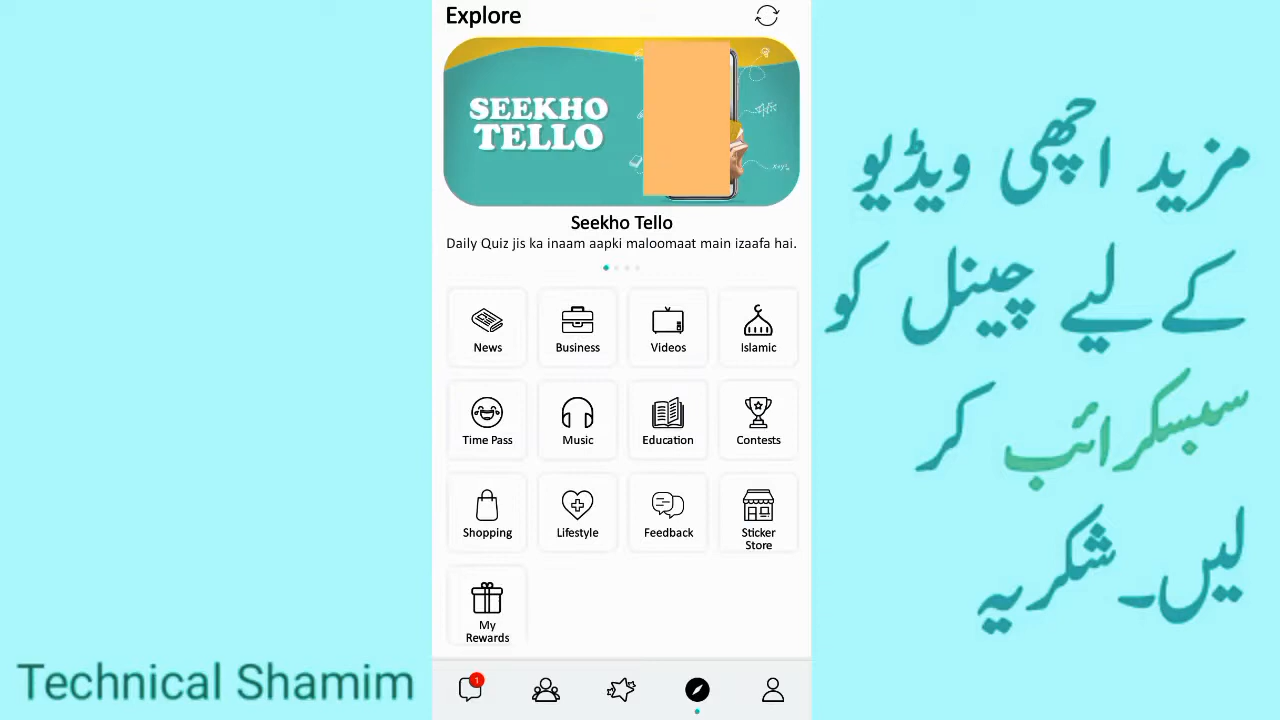 Explore
SEEKHO
TELLO
Seekho Tello
Daily Quiz jis ka inaam aapki maloomaat main izaafa hai.
News
Business
Videos
Islamic
Time Pass
Music
Education
Contests
Shopping
Lifestyle
Feedback
Sticker
Store
My
Rewards
1
مزید اچھی ویڈیو
کے لیے چینل کو
سبسکرائب کر
لیں۔ شکریہ
Technical Shamim